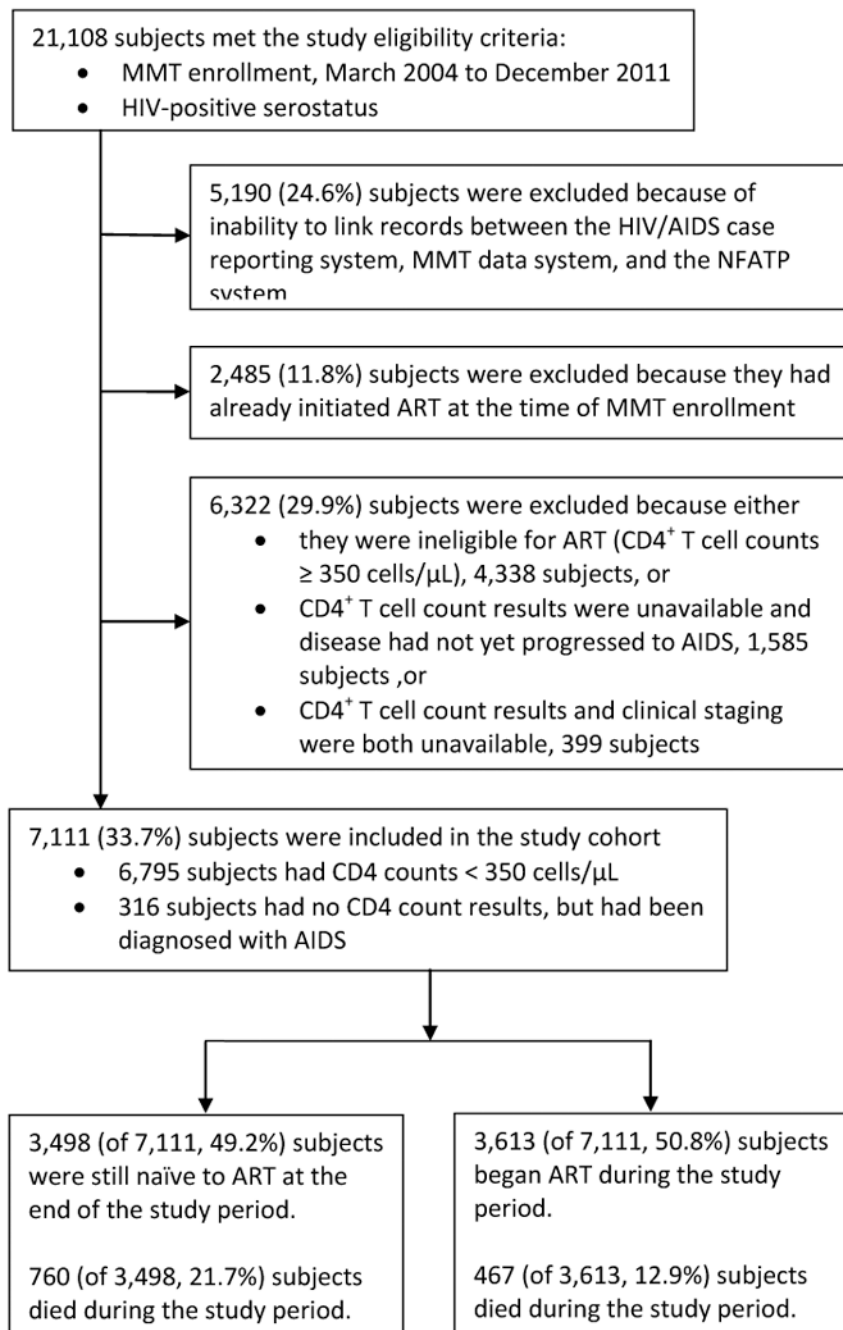 21,108 subjects met the study eligibility criteria:
• MMT enrollment, March 2004 to December 2011
• HIV-positive serostatus
5,190 (24.6%) subjects were excluded because of
inability to link records between the HIV/AIDS case
reporting system, MMT data system, and the NFATP
system
2,485 (11.8%) subjects were excluded because they had
already initiated ART at the time of MMT enrollment
6,322 (29.9%) subjects were excluded because either
• they were ineligible for ART (CD4⁺ T cell counts
≥ 350 cells/µL), 4,338 subjects, or
• CD4⁺ T cell count results were unavailable and
disease had not yet progressed to AIDS, 1,585
subjects ,or
• CD4⁺ T cell count results and clinical staging
were both unavailable, 399 subjects
7,111 (33.7%) subjects were included in the study cohort
• 6,795 subjects had CD4 counts < 350 cells/µL
• 316 subjects had no CD4 count results, but had been
diagnosed with AIDS
3,498 (of 7,111, 49.2%) subjects
were still naïve to ART at the
end of the study period.
760 (of 3,498, 21.7%) subjects
died during the study period.
3,613 (of 7,111, 50.8%) subjects
began ART during the study
period.
467 (of 3,613, 12.9%) subjects
died during the study period.